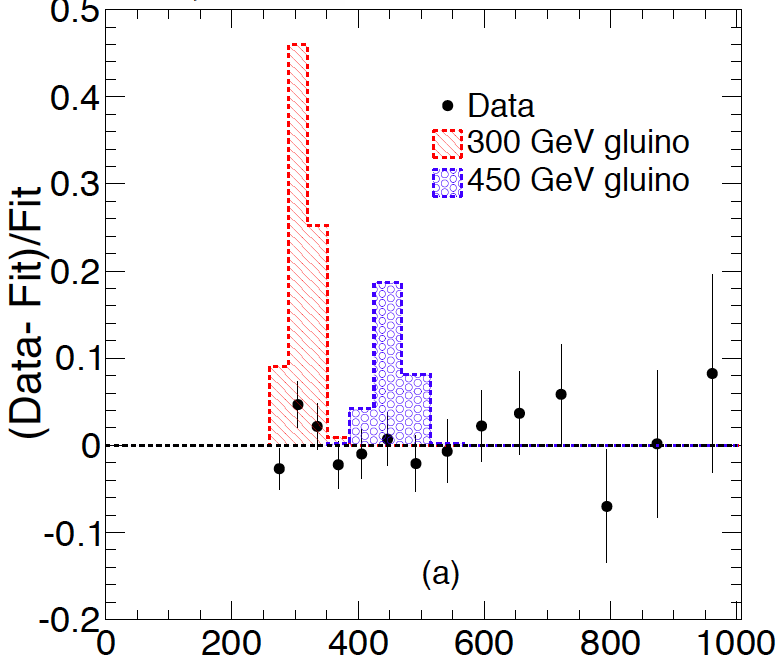 0.5
0.4
0.3
0.2
0.1
0
-0.1
-0.2
(Data- Fit)/Fit
Data
300 GeV gluino
450 GeV gluino
(a)
0 200 400 600 800 1000